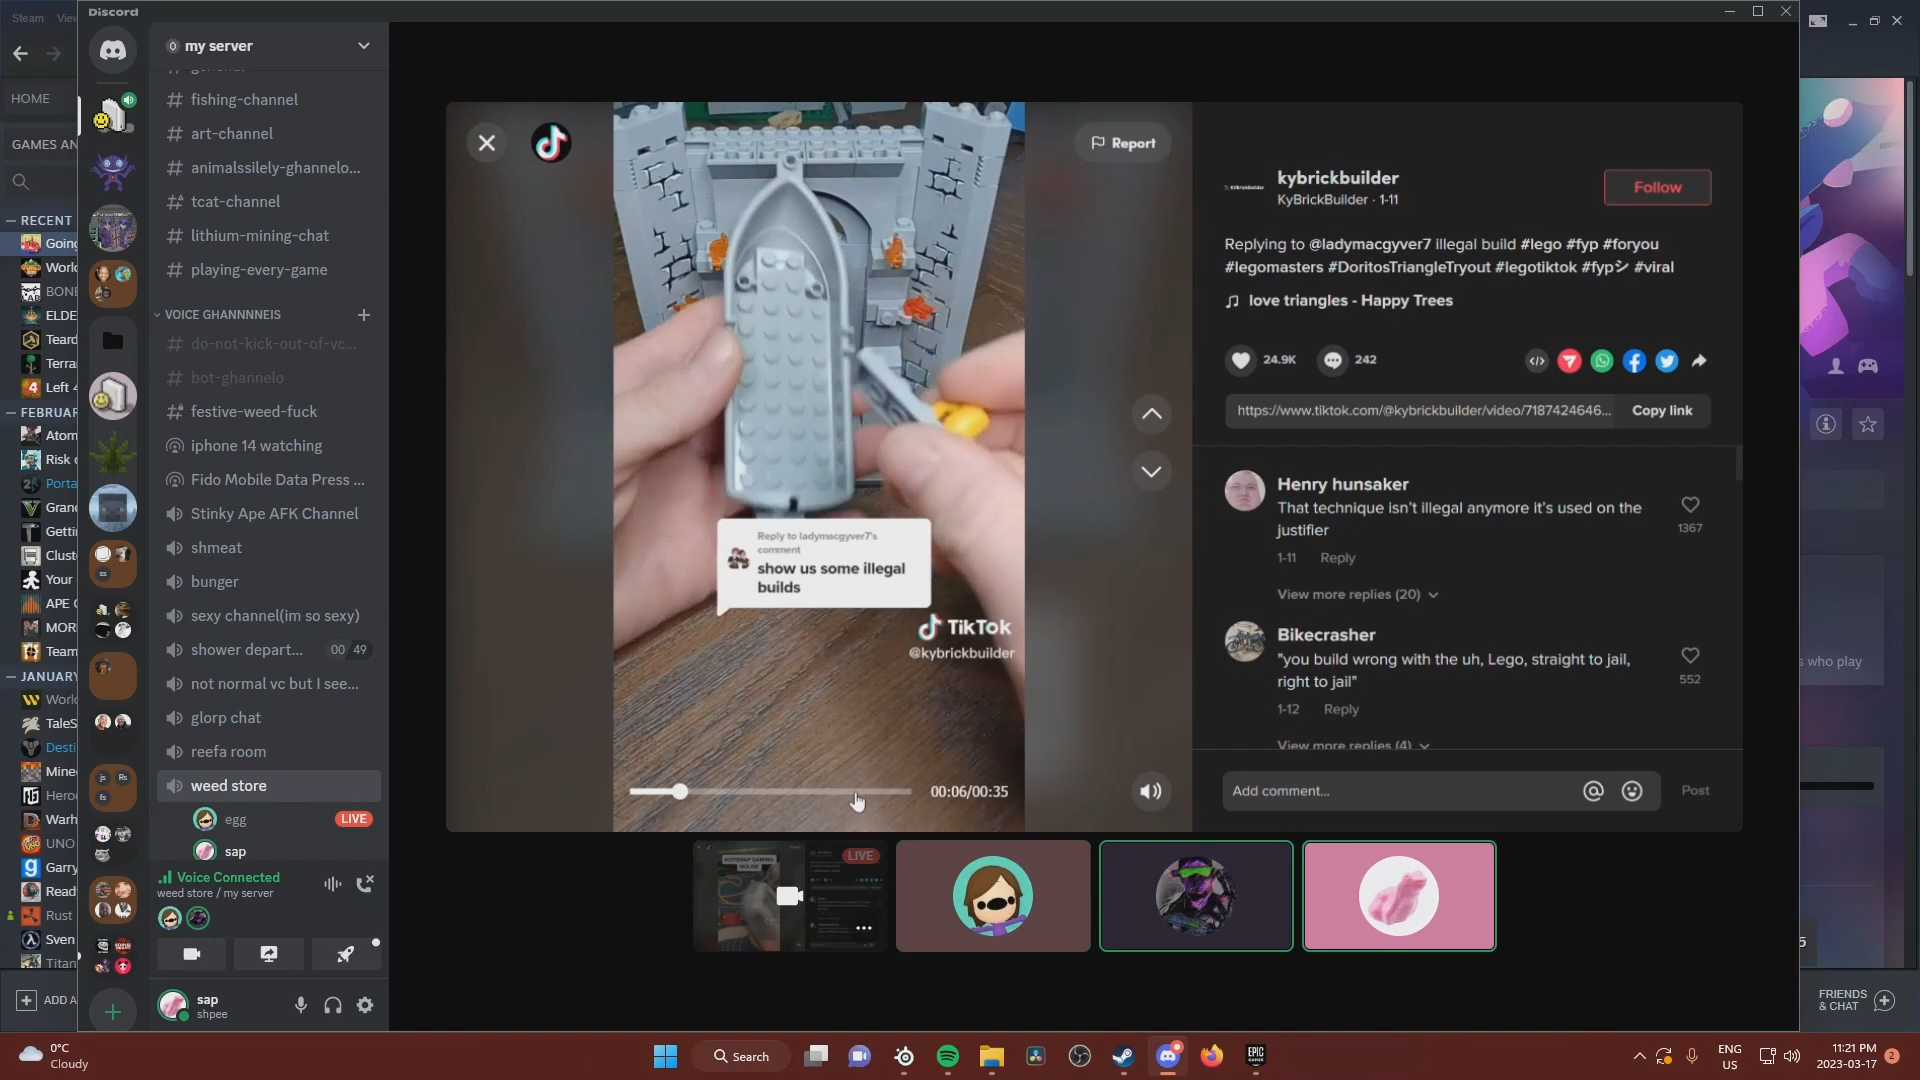 Steam
Discord
HOME
GAMES AN
RECENT
Going
World
BONE
ELDE
Teard
Terra
Left 4
FEBRUAR
Atom
Risk o
Porta
Grand
Getti
Clust
Your
APE
MOR
Team
JANUARY
World
TaleS
Desti
Mine
Hero
Warh
UNO
Garry
Read
Rust
Sven
Titan
ADD A
my server
fishing-channel
art-channel
animalssilely-ghannelo...
tcat-channel
lithium-mining-chat
playing-every-game
VOICE GHANNNNEIS
do-not-kick-out-of-vc...
bot-ghannelo
festive-weed-fuck
iphone 14 watching
Fido Mobile Data Press ...
Stinky Ape AFK Channel
shmeat
bunger
sexy channel(im so sexy)
shower depart... 00 49
not normal vc but I see...
glorp chat
reefa room
weed store
egg LIVE
sap
Voice Connected
weed store / my server
sap
shpee
Report
Reply to ladymacgyver7's
comment
show us some illegal
builds
TikTok
@kybrickbuilder
00:06/00:35
kybrickbuilder
KyBrickBuilder · 1-11
Follow
Replying to @ladymacgyver7 illegal build #lego #fyp #foryou
#legomasters #DoritosTriangleTryout #legotiktok #fypシ #viral
love triangles - Happy Trees
24.9K 242
https://www.tiktok.com/@kybrickbuilder/video/7187424646... Copy link
Henry hunsaker
That technique isn't illegal anymore it's used on the
justifier
1367
1-11 Reply
View more replies (20)
Bikecrasher
"you build wrong with the uh, Lego, straight to jail,
right to jail"
552
1-12 Reply
View more replies (4)
Add comment... Post
LIVE
s who play
FRIENDS
& CHAT
0°C
Cloudy
Search
EPIC
GAMES
ENG
US
11:21 PM
2023-03-17
2